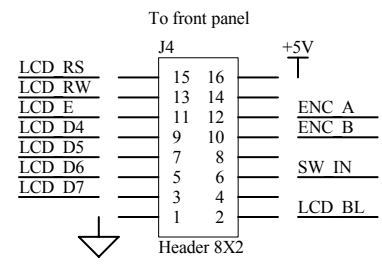 To front panel
J4
+5V
LCD_RS 15 16
LCD_RW 13 14
LCD_E 11 12 ENC_A
LCD_D4 9 10 ENC_B
LCD_D5 7 8
LCD_D6 5 6 SW_IN
LCD_D7 3 4
1 2 LCD_BL
Header 8X2